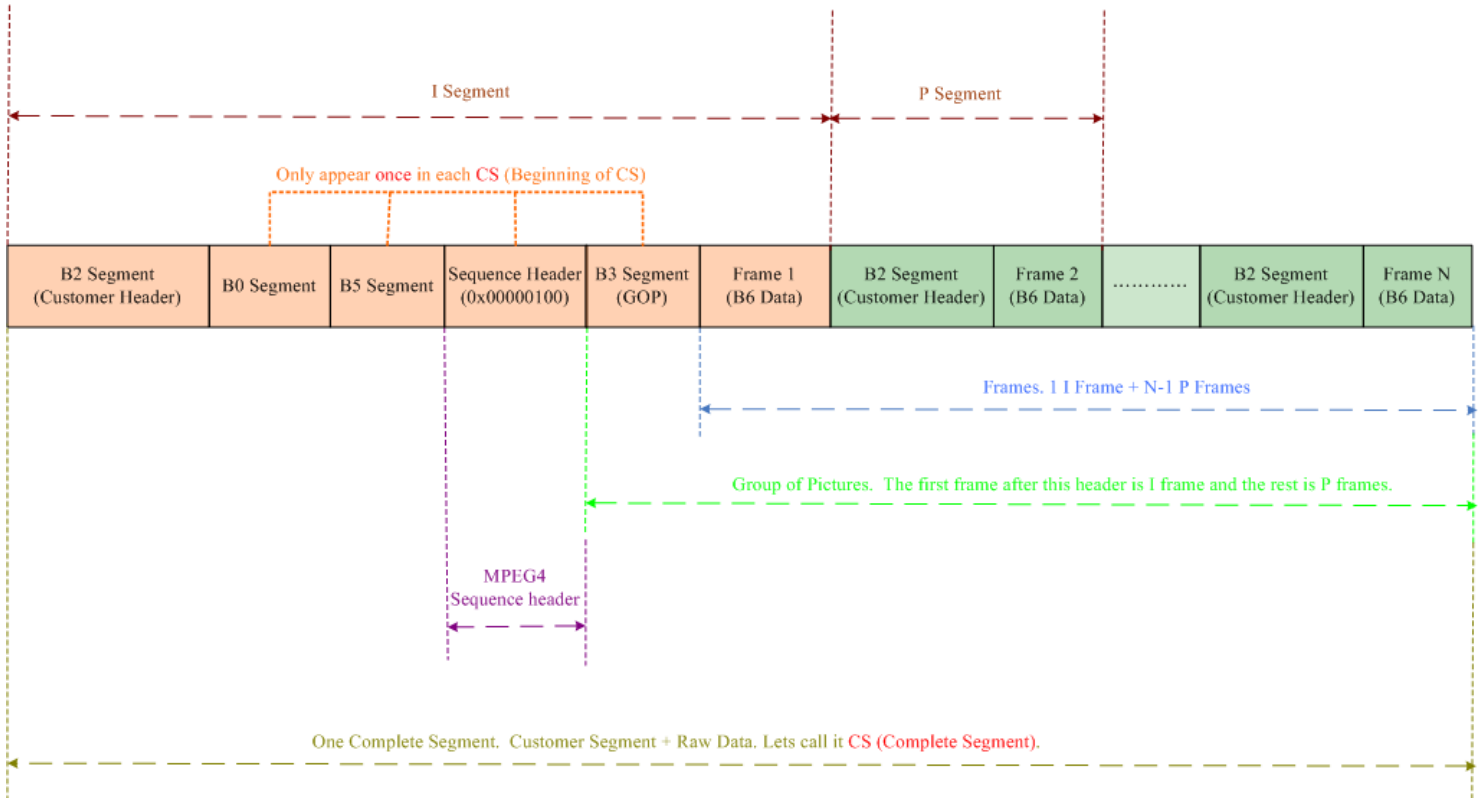 I Segment
P Segment
Only appear once in each CS (Beginning of CS)
B2 Segment
(Customer Header)
B0 Segment
B5 Segment
Sequence Header
(0x00000100)
B3 Segment
(GOP)
Frame 1
(B6 Data)
B2 Segment
(Customer Header)
Frame 2
(B6 Data)
............
B2 Segment
(Customer Header)
Frame N
(B6 Data)
Frames. 1 I Frame + N-1 P Frames
Group of Pictures. The first frame after this header is I frame and the rest is P frames.
MPEG4
Sequence header
One Complete Segment. Customer Segment + Raw Data. Lets call it CS (Complete Segment).